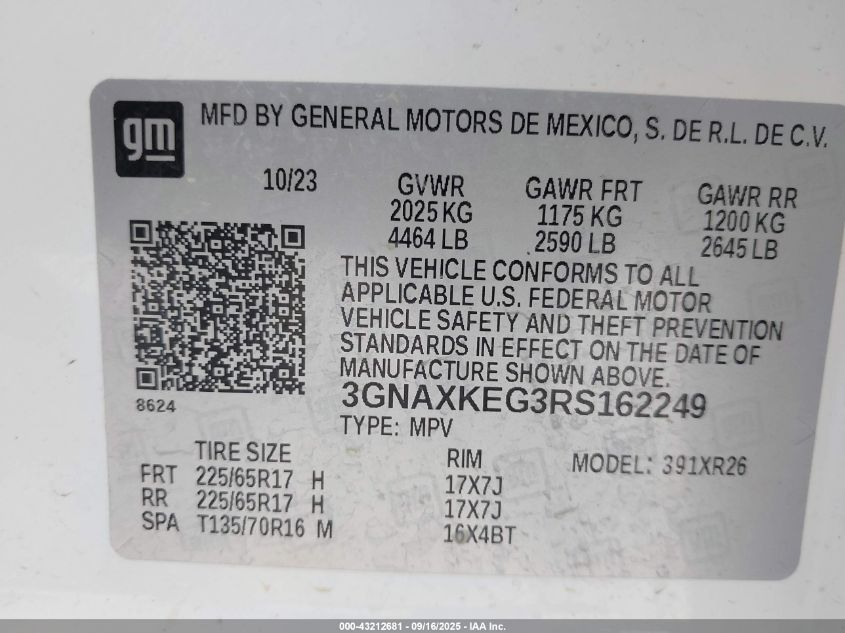 gm
MFD BY GENERAL MOTORS DE MEXICO, S. DE R.L. DE C.V.
10/23
GVWR GAWR FRT GAWR RR
2025 KG 1175 KG 1200 KG
4464 LB 2590 LB 2645 LB
THIS VEHICLE CONFORMS TO ALL
APPLICABLE U.S. FEDERAL MOTOR
VEHICLE SAFETY AND THEFT PREVENTION
STANDARDS IN EFFECT ON THE DATE OF
MANUFACTURE SHOWN ABOVE.
3GNAXKEG3RS162249
8624
TYPE: MPV
TIRE SIZE RIM MODEL: 391XR26
FRT 225/65R17 H 17X7J
RR 225/65R17 H 17X7J
SPA T135/70R16 M 16X4BT
000-43212681 - 09/16/2025 - IAA Inc.